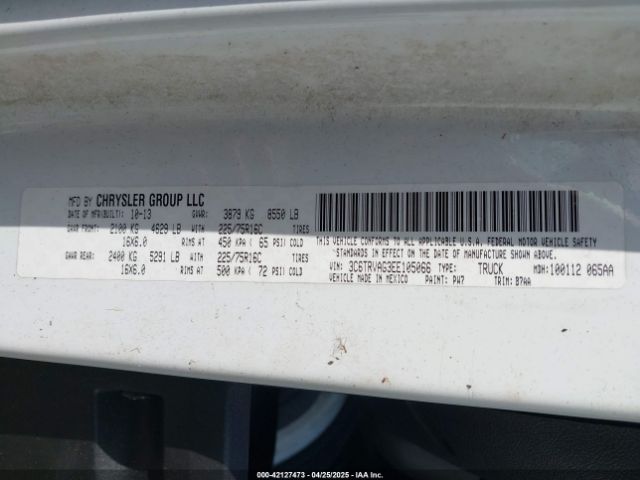 MFD BY CHRYSLER GROUP LLC
DATE OF MFR(BUILT): 10-13 GVWR: 3879 KG 8550 LB
GAWR FRONT: 2100 KG 4629 LB WITH 225/75R16C TIRES
16X6.0 RIMS AT 450 KPA ( 65 PSI) COLD
GAWR REAR: 2400 KG 5291 LB WITH 225/75R16C TIRES
16X6.0 RIMS AT 500 KPA ( 72 PSI) COLD
THIS VEHICLE CONFORMS TO ALL APPLICABLE U.S.A. FEDERAL MOTOR VEHICLE SAFETY
STANDARDS IN EFFECT ON THE DATE OF MANUFACTURE SHOWN ABOVE.
VIN: 3C6TRVAG3EE105066 TYPE: TRUCK MDH: 100112 065AA
VEHICLE MADE IN MEXICO PAINT: PW7 TRIM: B7AA
000-42127473 - 04/25/2025 - IAAI.COM